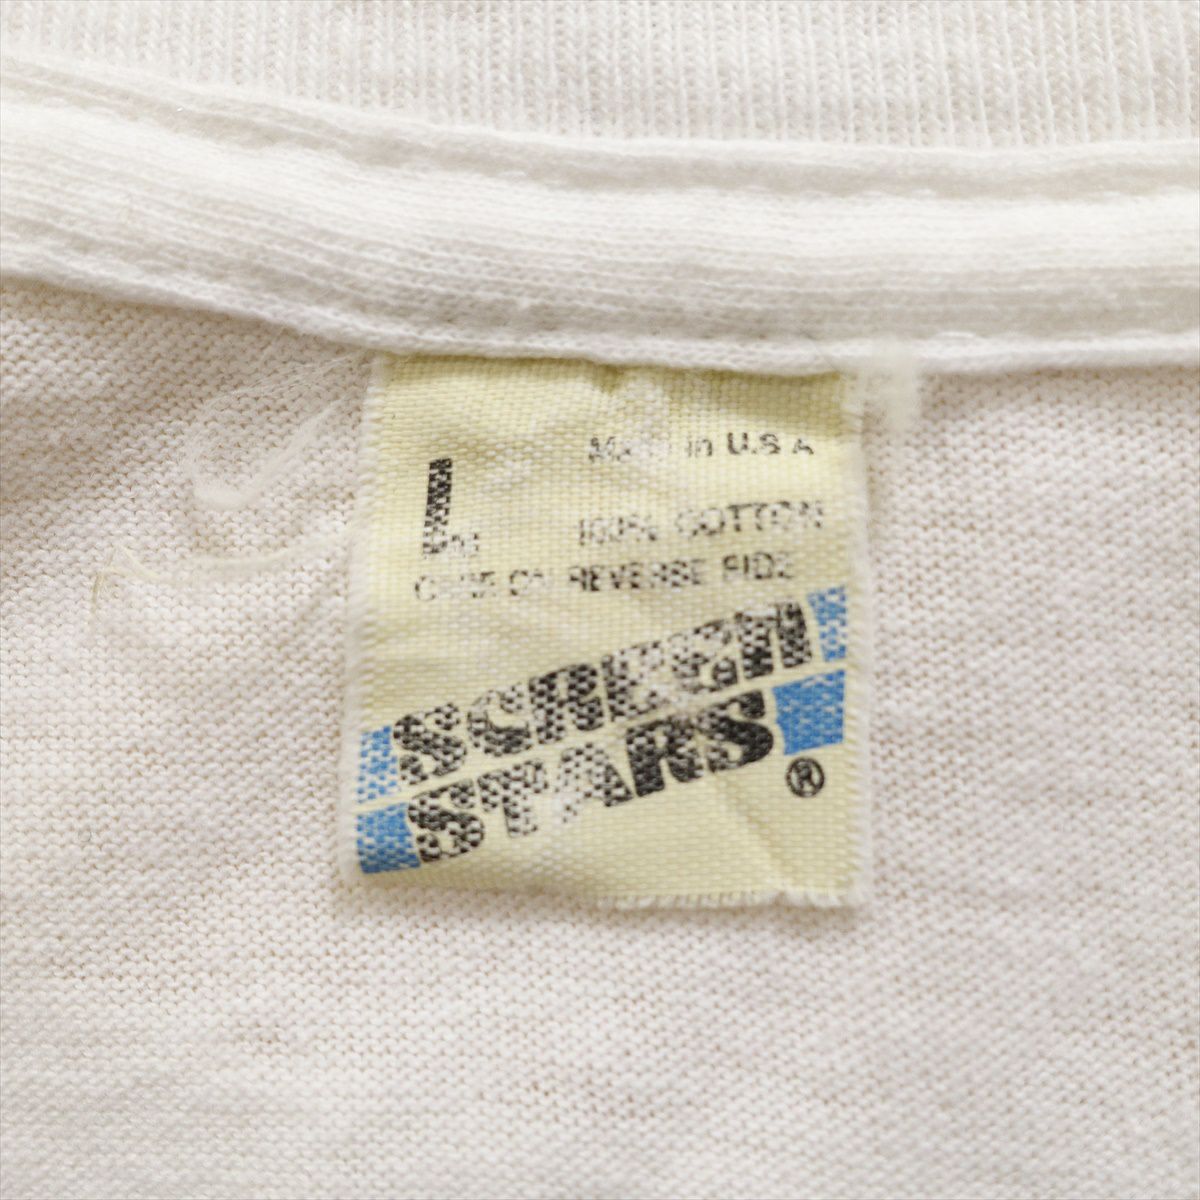 Made in U.S.A
L
100% COTTON
CARE ON REVERSE SIDE
SCREEN
STARS ®